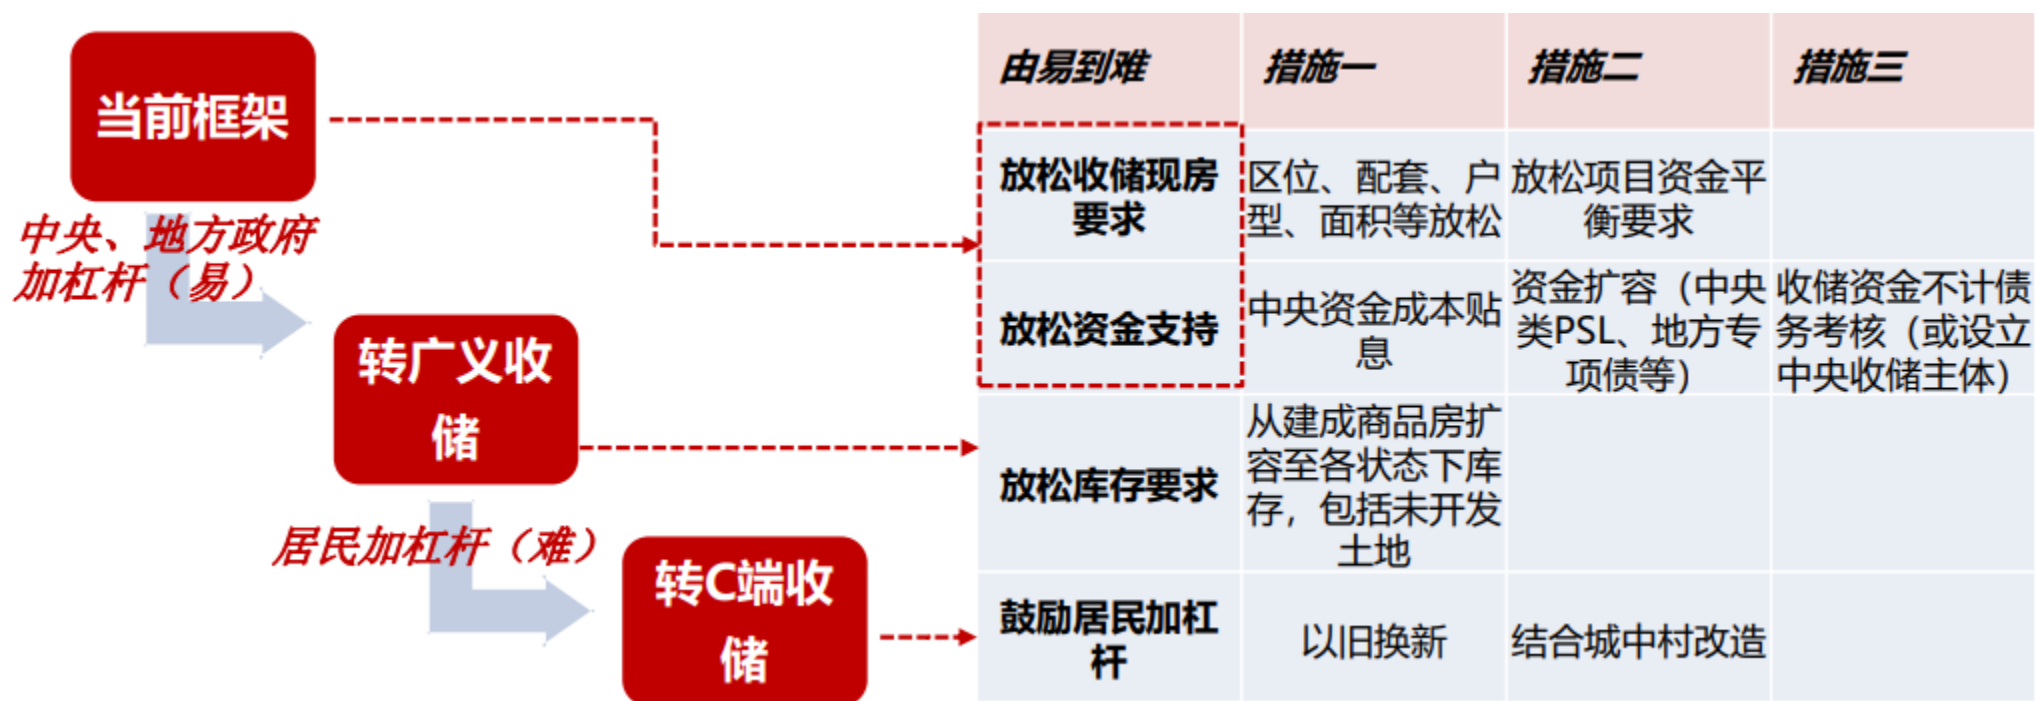 当前框架
中央、地方政府
加杠杆（易）
转广义收
储
居民加杠杆（难）
转C端收
储
由易到难
措施一
措施二
措施三
放松收储现房
要求
区位、配套、户
型、面积等放松
放松项目资金平
衡要求
放松资金支持
中央资金成本贴
息
资金扩容（中央
类PSL、地方专
项债等）
收储资金不计债
务考核（或设立
中央收储主体）
放松库存要求
从建成商品房扩
容至各状态下库
存，包括未开发
土地
鼓励居民加杠
杆
以旧换新
结合城中村改造